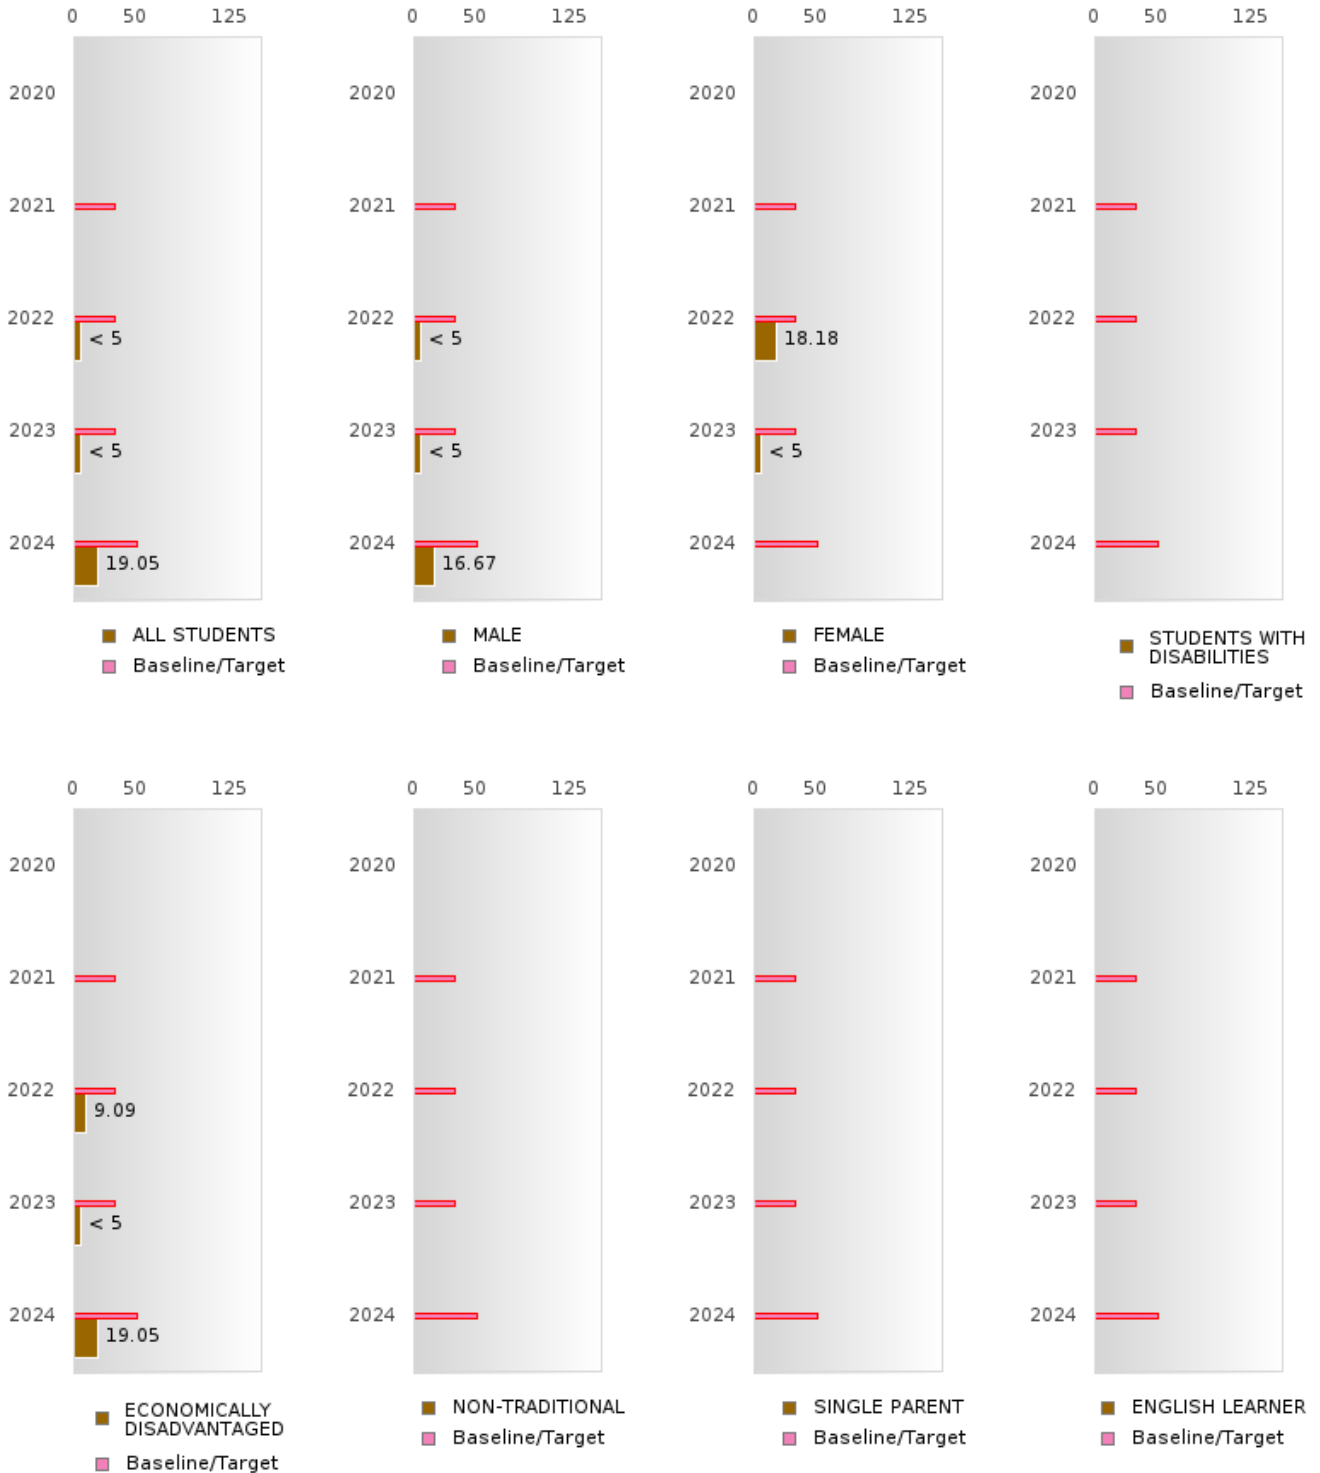 0 50 125 0 50 125 0 50 125 0 50 125
2020 2020 2020 2020
2021 2021 2021 2021
2022 2022 2022 2022
< 5 < 5 18.18
2023 2023 2023 2023
< 5 < 5 < 5
2024 2024 2024 2024
19.05 16.67
ALL STUDENTS
Baseline/Target
MALE
Baseline/Target
FEMALE
Baseline/Target
STUDENTS WITH
DISABILITIES
Baseline/Target
0 50 125 0 50 125 0 50 125 0 50 125
2020 2020 2020 2020
2021 2021 2021 2021
2022 2022 2022 2022
9.09
2023 2023 2023 2023
< 5
2024 2024 2024 2024
19.05
ECONOMICALLY
DISADVANTAGED
Baseline/Target
NON-TRADITIONAL
Baseline/Target
SINGLE PARENT
Baseline/Target
ENGLISH LEARNER
Baseline/Target